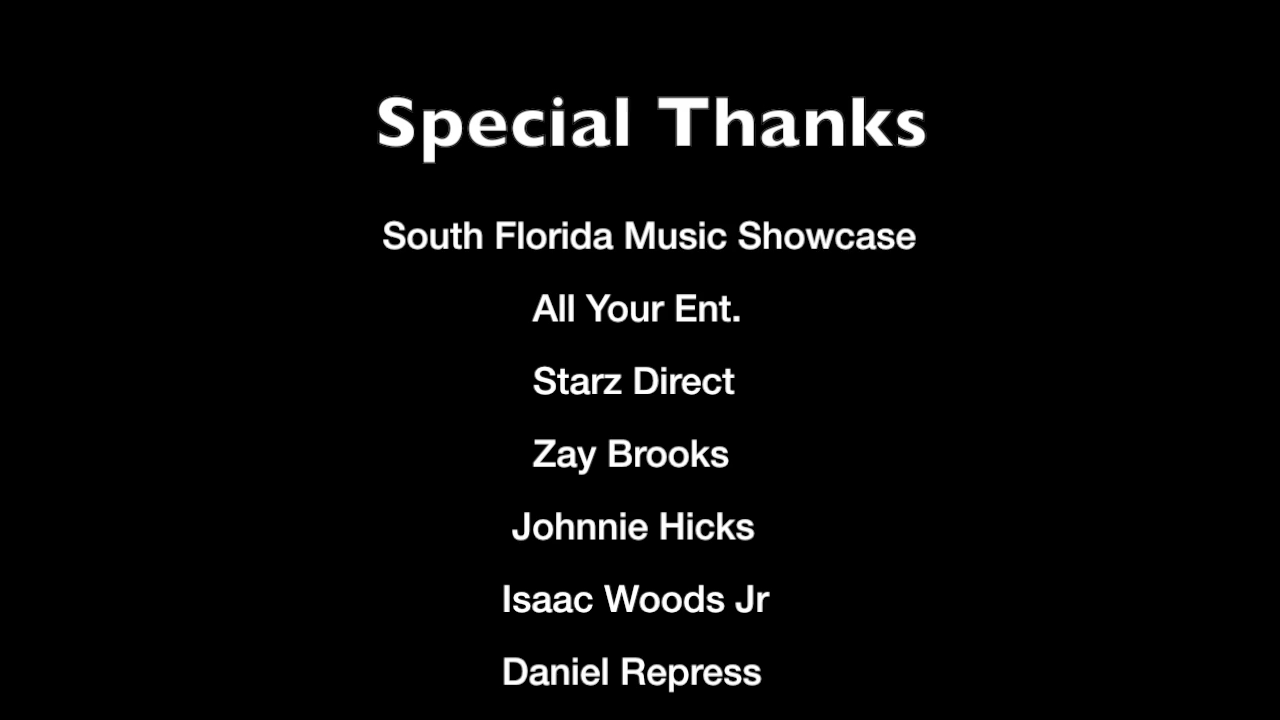 Special Thanks
South Florida Music Showcase
All Your Ent.
Starz Direct
Zay Brooks
Johnnie Hicks
Isaac Woods Jr
Daniel Repress